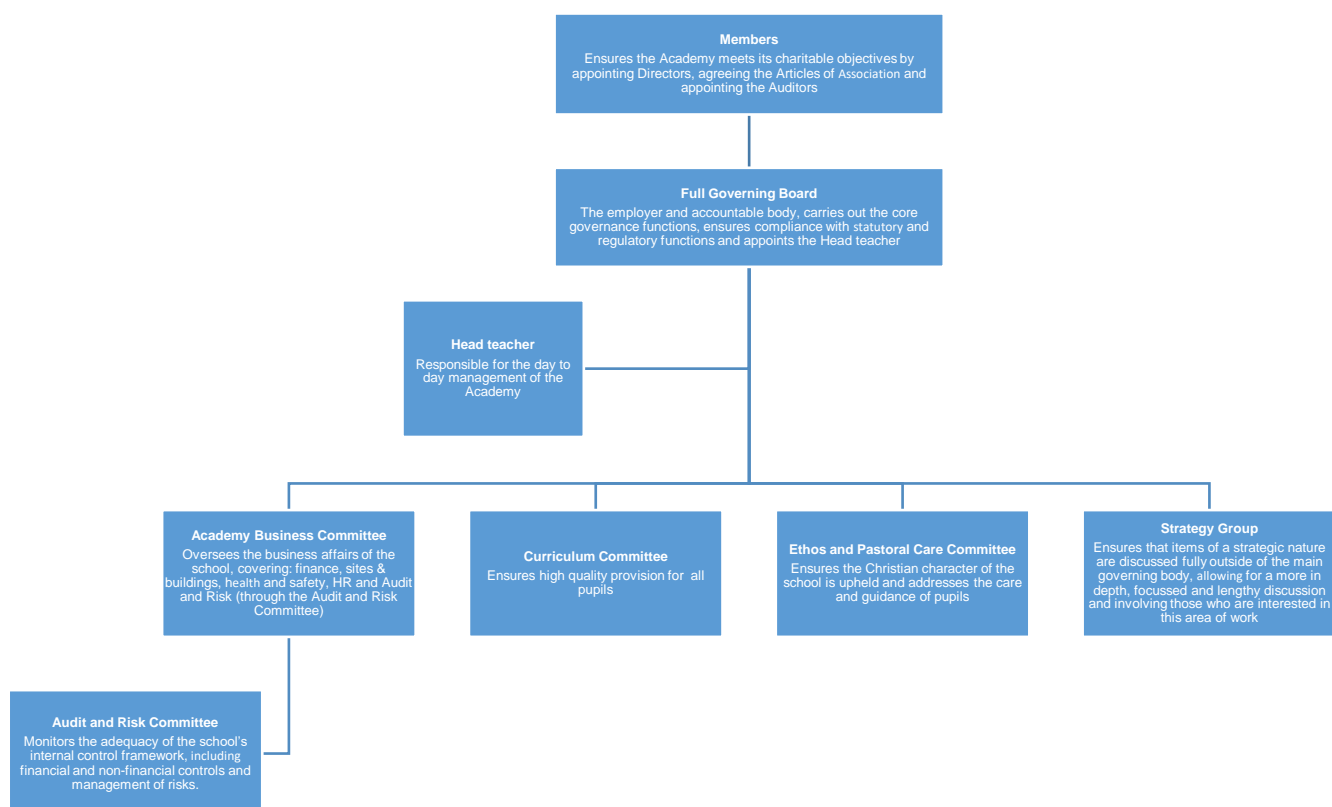 Members
Ensures the Academy meets its charitable objectives by
appointing Directors, agreeing the Articles of Association and
appointing the Auditors
Full Governing Board
The employer and accountable body, carries out the core
governance functions, ensures compliance with statutory and
regulatory functions and appoints the Head teacher
Head teacher
Responsible for the day to
day management of the
Academy
Academy Business Committee
Oversees the business affairs of the
school, covering: finance, sites &
buildings, health and safety, HR and Audit
and Risk (through the Audit and Risk
Committee)
Curriculum Committee
Ensures high quality provision for all
pupils
Ethos and Pastoral Care Committee
Ensures the Christian character of the
school is upheld and addresses the care
and guidance of pupils
Strategy Group
Ensures that items of a strategic nature
are discussed fully outside of the main
governing body, allowing for a more in
depth, focussed and lengthy discussion
and involving those who are interested in
this area of work
Audit and Risk Committee
Monitors the adequacy of the school's
internal control framework, including
financial and non-financial controls and
management of risks.